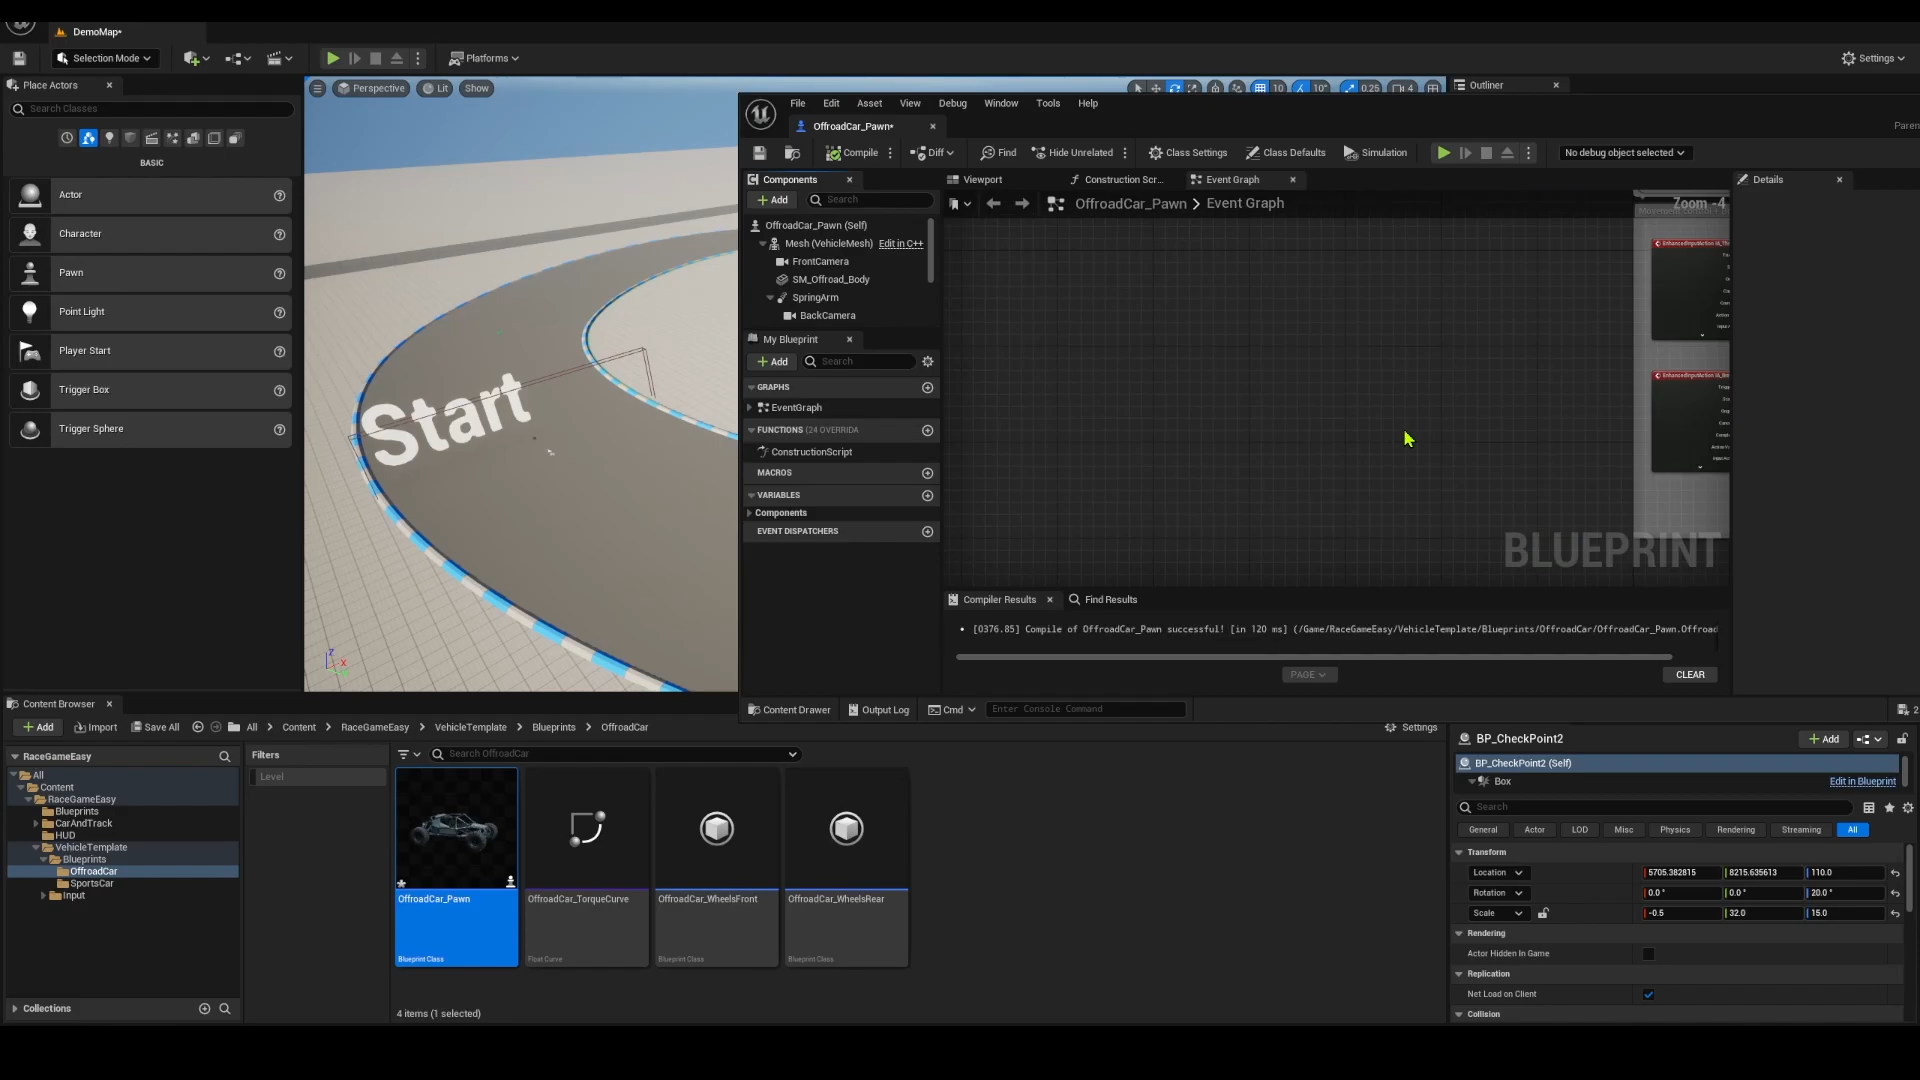 DemoMap*
Selection Mode
Platforms
Settings
Place Actors
Search Classes
BASIC
Actor
Character
Pawn
Point Light
Player Start
Trigger Box
Trigger Sphere
Perspective
Lit
Show
10
10°
0.25
4
Outliner
Start
File
Edit
Asset
View
Debug
Window
Tools
Help
OffroadCar_Pawn*
Paren
Compile
Diff
Find
Hide Unrelated
Class Settings
Class Defaults
Simulation
No debug object selected
Components
Viewport
Construction Scr...
Event Graph
Details
Add
Search
OffroadCar_Pawn > Event Graph
Zoom -4
OffroadCar_Pawn (Self)
Mesh (VehicleMesh)
Edit in C++
FrontCamera
SM_Offroad_Body
SpringArm
BackCamera
My Blueprint
Add
Search
GRAPHS
EventGraph
FUNCTIONS (24 OVERRIDA
ConstructionScript
MACROS
VARIABLES
Components
EVENT DISPATCHERS
BLUEPRINT
Compiler Results
Find Results
[0376.85] Compile of OffroadCar_Pawn successful! [in 120 ms] (/Game/RaceGameEasy/VehicleTemplate/Blueprints/OffroadCar/OffroadCar_Pawn.Offroad
PAGE
CLEAR
Content Drawer
Output Log
Cmd
Enter Console Command
2
Content Browser
Add
Import
Save All
All > Content > RaceGameEasy > VehicleTemplate > Blueprints > OffroadCar
Settings
RaceGameEasy
Filters
Search OffroadCar
Level
All
Content
RaceGameEasy
Blueprints
CarAndTrack
HUD
VehicleTemplate
Blueprints
OffroadCar
SportsCar
Input
Collections
OffroadCar_Pawn
Blueprint Class
OffroadCar_TorqueCurve
Float Curve
OffroadCar_WheelsFront
Blueprint Class
OffroadCar_WheelsRear
Blueprint Class
4 items (1 selected)
BP_CheckPoint2
Add
BP_CheckPoint2 (Self)
Box
Edit in Blueprint
Search
General
Actor
LOD
Misc
Physics
Rendering
Streaming
All
Transform
Location
5705.382815
8215.635613
110.0
Rotation
0.0 °
0.0 °
20.0 °
Scale
-0.5
32.0
15.0
Rendering
Actor Hidden In Game
Replication
Net Load on Client
Collision